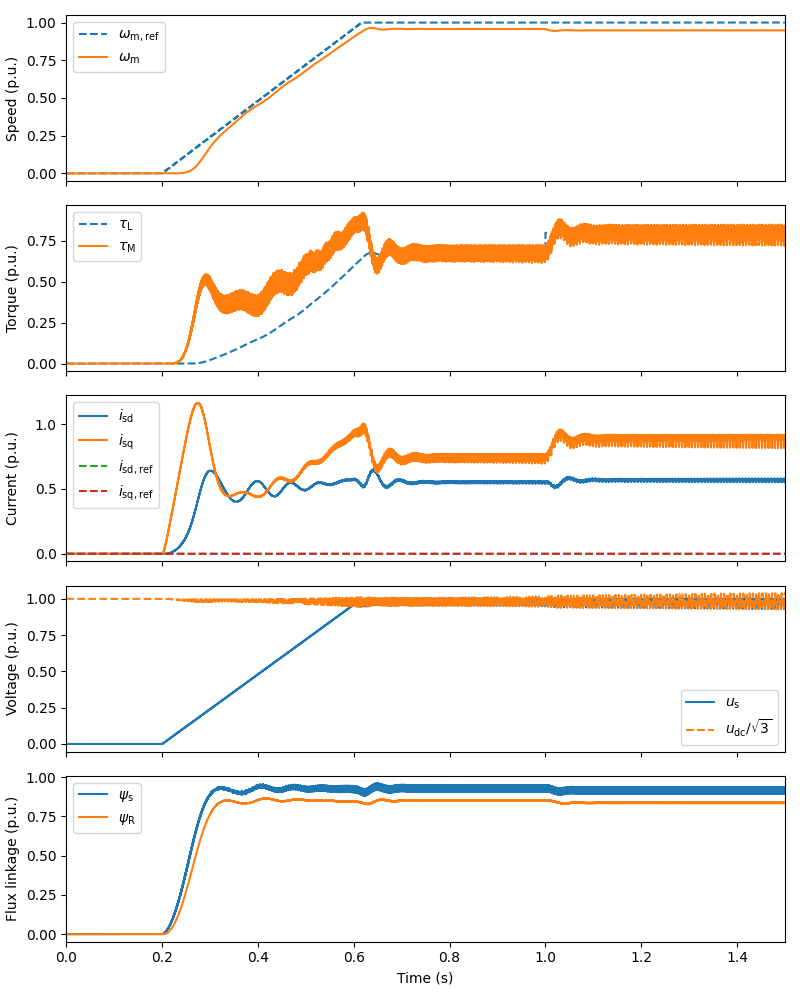 1.00
0.75
0.50
0.25
0.00
Speed (p.u.)
ω_m, ref
ω_m
0.75
0.50
0.25
0.00
Torque (p.u.)
τ_L
τ_M
1.0
0.5
0.0
Current (p.u.)
i_sd
i_sq
i_sd, ref
i_sq, ref
1.00
0.75
0.50
0.25
0.00
Voltage (p.u.)
u_s
u_dc/√3
1.00
0.75
0.50
0.25
0.00
Flux linkage (p.u.)
ψ_s
ψ_R
0.0 0.2 0.4 0.6 0.8 1.0 1.2 1.4
Time (s)